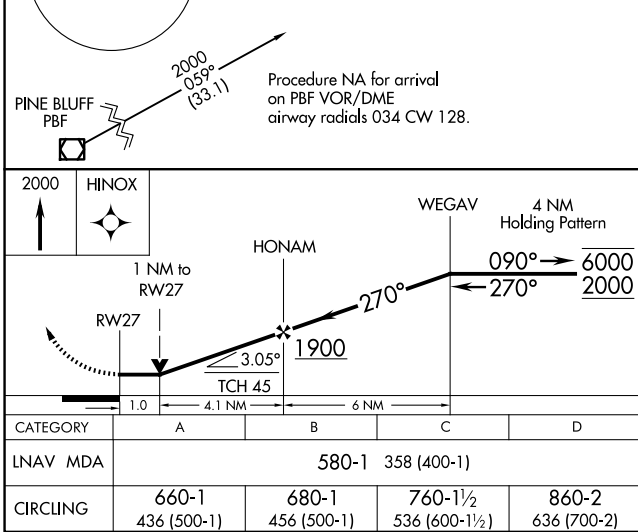 2000
059°
(33.1)
PINE BLUFF
PBF
Procedure NA for arrival
on PBF VOR/DME
airway radials 034 CW 128.
2000
HINOX
WEGAV
4 NM
Holding Pattern
HONAM
090°
6000
270°
2000
1 NM to
RW27
270°
RW27
1900
3.05°
TCH 45
1.0
4.1 NM
6 NM
CATEGORY A B C D
LNAV MDA 580-1 358 (400-1)
CIRCLING 660-1 680-1 760-1½ 860-2
436 (500-1) 456 (500-1) 536 (600-1½) 636 (700-2)